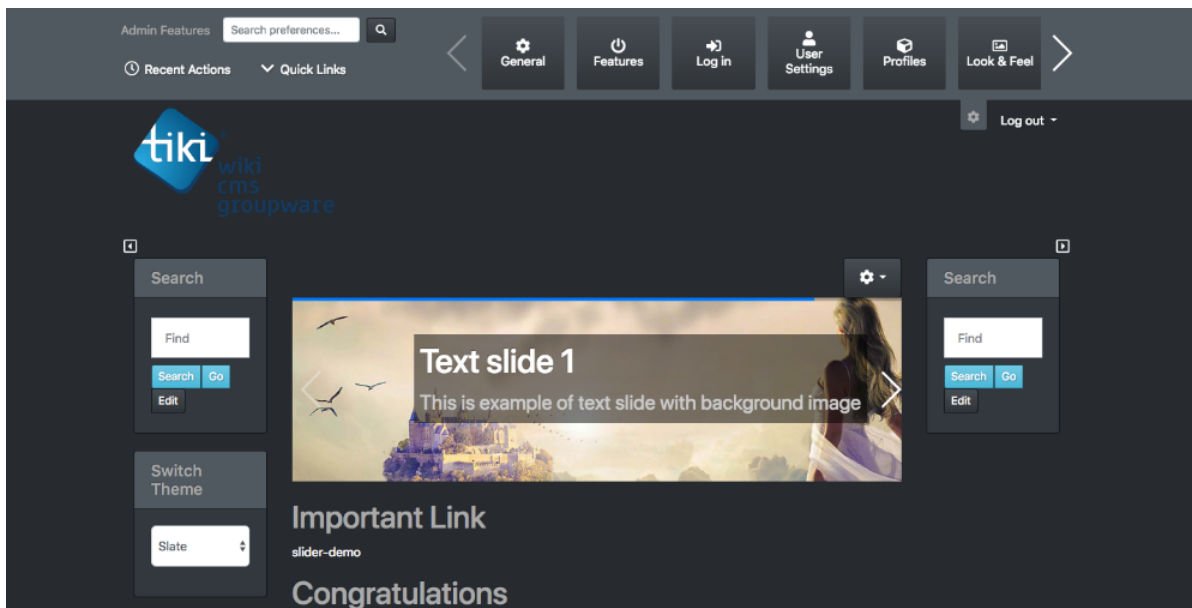 Admin Features Search preferences...
Recent Actions Quick Links
General
Features
Log in
User
Settings
Profiles
Look & Feel
Log out
tiki
wiki
cms
groupware
Search
Find
Search Go
Edit
Switch
Theme
Slate
Text slide 1
This is example of text slide with background image
Important Link
slider-demo
Congratulations
Search
Find
Search Go
Edit